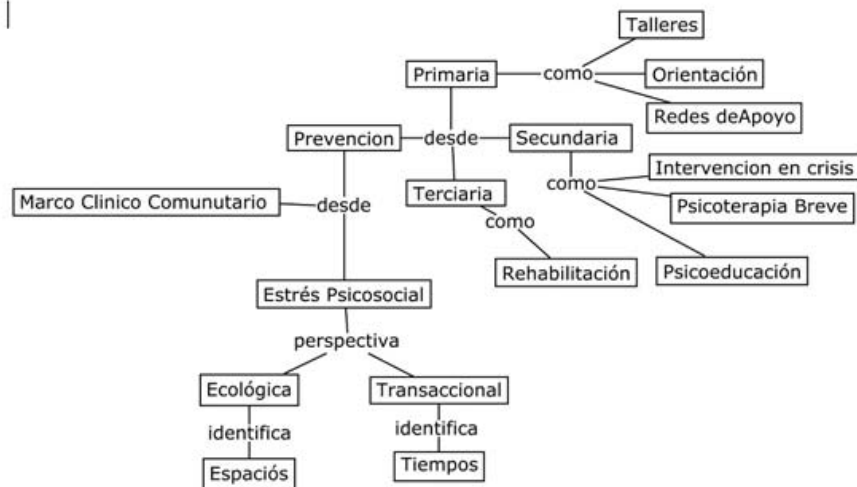 Talleres
Primaria
como
Orientación
Redes deApoyo
Prevencion
desde
Secundaria
Intervencion en crisis
como
Marco Clinico Comunutario
desde
Terciaria
Psicoterapia Breve
como
Rehabilitación
Psicoeducación
Estrés Psicosocial
perspectiva
Ecológica
Transaccional
identifica
identifica
Espaciós
Tiempos